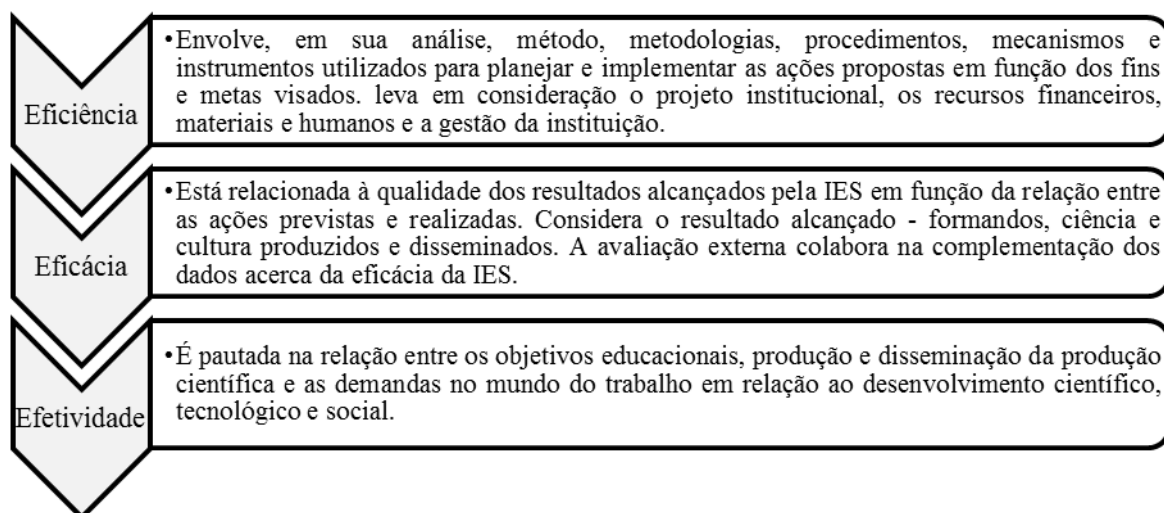 Eficiência
•Envolve, em sua análise, método, metodologias, procedimentos, mecanismos e
instrumentos utilizados para planejar e implementar as ações propostas em função dos fins
e metas visados. leva em consideração o projeto institucional, os recursos financeiros,
materiais e humanos e a gestão da instituição.
Eficácia
•Está relacionada à qualidade dos resultados alcançados pela IES em função da relação entre
as ações previstas e realizadas. Considera o resultado alcançado - formandos, ciência e
cultura produzidos e disseminados. A avaliação externa colabora na complementação dos
dados acerca da eficácia da IES.
Efetividade
•É pautada na relação entre os objetivos educacionais, produção e disseminação da produção
científica e as demandas no mundo do trabalho em relação ao desenvolvimento científico,
tecnológico e social.